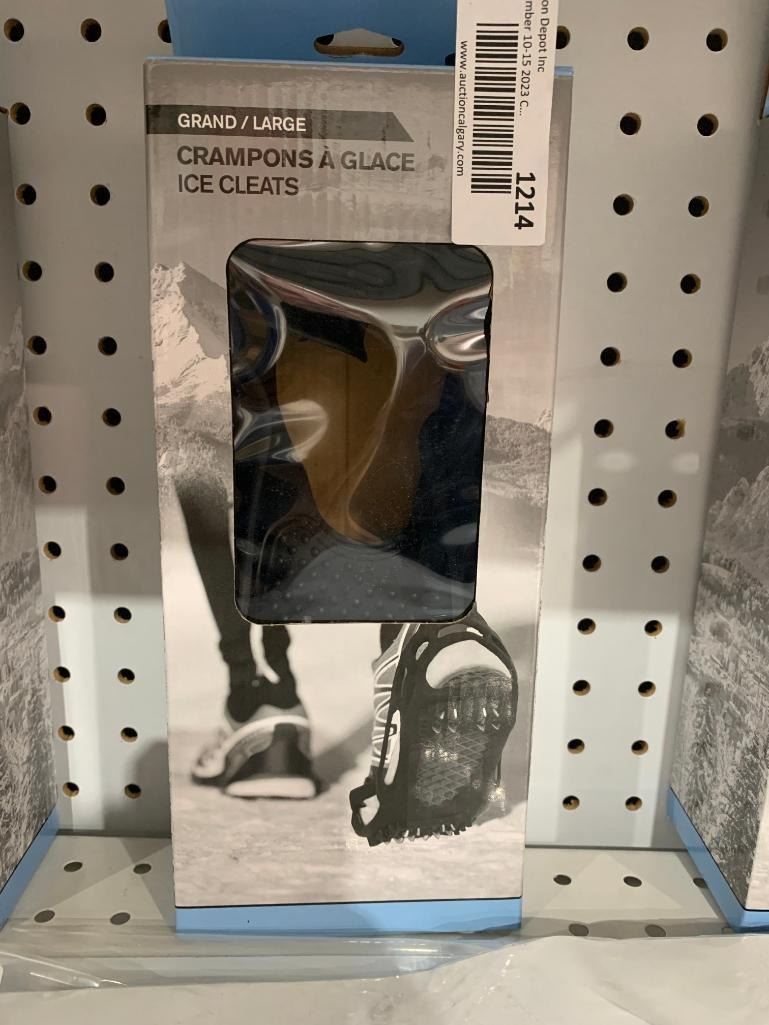 GRAND / LARGE
CRAMPONS À GLACE
ICE CLEATS
on Depot Inc
mber 10-15 2023 C...
1214
www.auctioncalgary.com